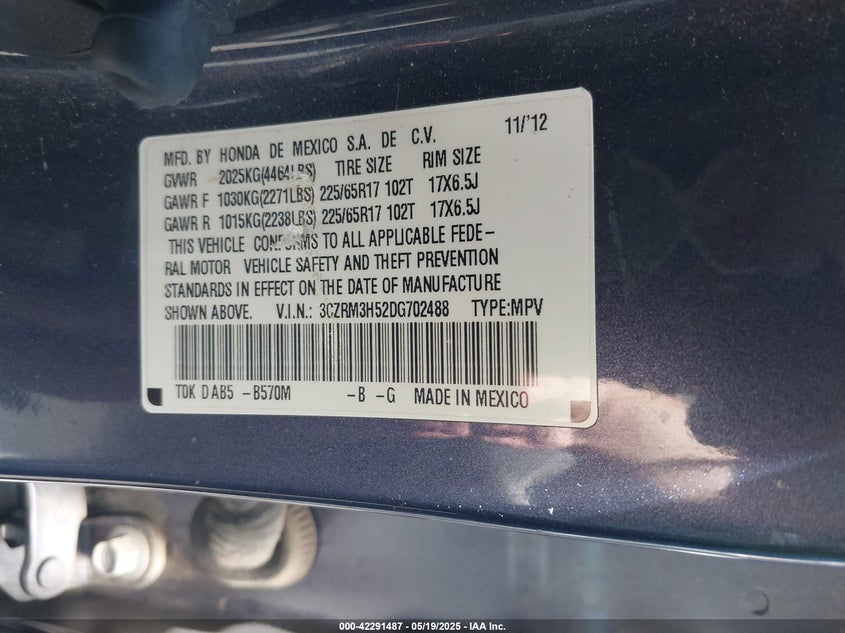 11/'12
MFD. BY HONDA DE MEXICO S.A. DE C.V.
GVWR 2025KG(4464LBS) TIRE SIZE RIM SIZE
GAWR F 1030KG(2271LBS) 225/65R17 102T 17X6.5J
GAWR R 1015KG(2238LBS) 225/65R17 102T 17X6.5J
THIS VEHICLE CONFORMS TO ALL APPLICABLE FEDE-
RAL MOTOR VEHICLE SAFETY AND THEFT PREVENTION
STANDARDS IN EFFECT ON THE DATE OF MANUFACTURE
SHOWN ABOVE. V.I.N.: 3CZRM3H52DG702488 TYPE:MPV
TDK D AB5 -B570M -B -G MADE IN MEXICO
000-42291487 - 05/19/2025 - IAA Inc.